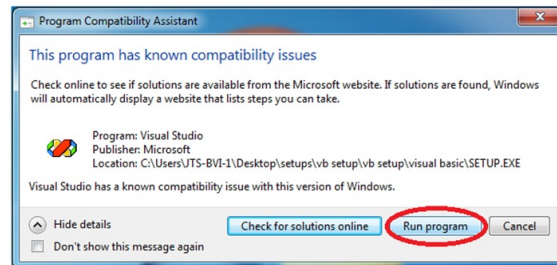 Program Compatibility Assistant
This program has known compatibility issues
Check online to see if solutions are available from the Microsoft website. If solutions are found, Windows
will automatically display a website that lists steps you can take.
Program: Visual Studio
Publisher: Microsoft
Location: C:\Users\JTS-BVI-1\Desktop\setups\vb setup\vb setup\visual basic\SETUP.EXE
Visual Studio has a known compatibility issue with this version of Windows.
Hide details
Check for solutions online
Run program
Cancel
Don't show this message again